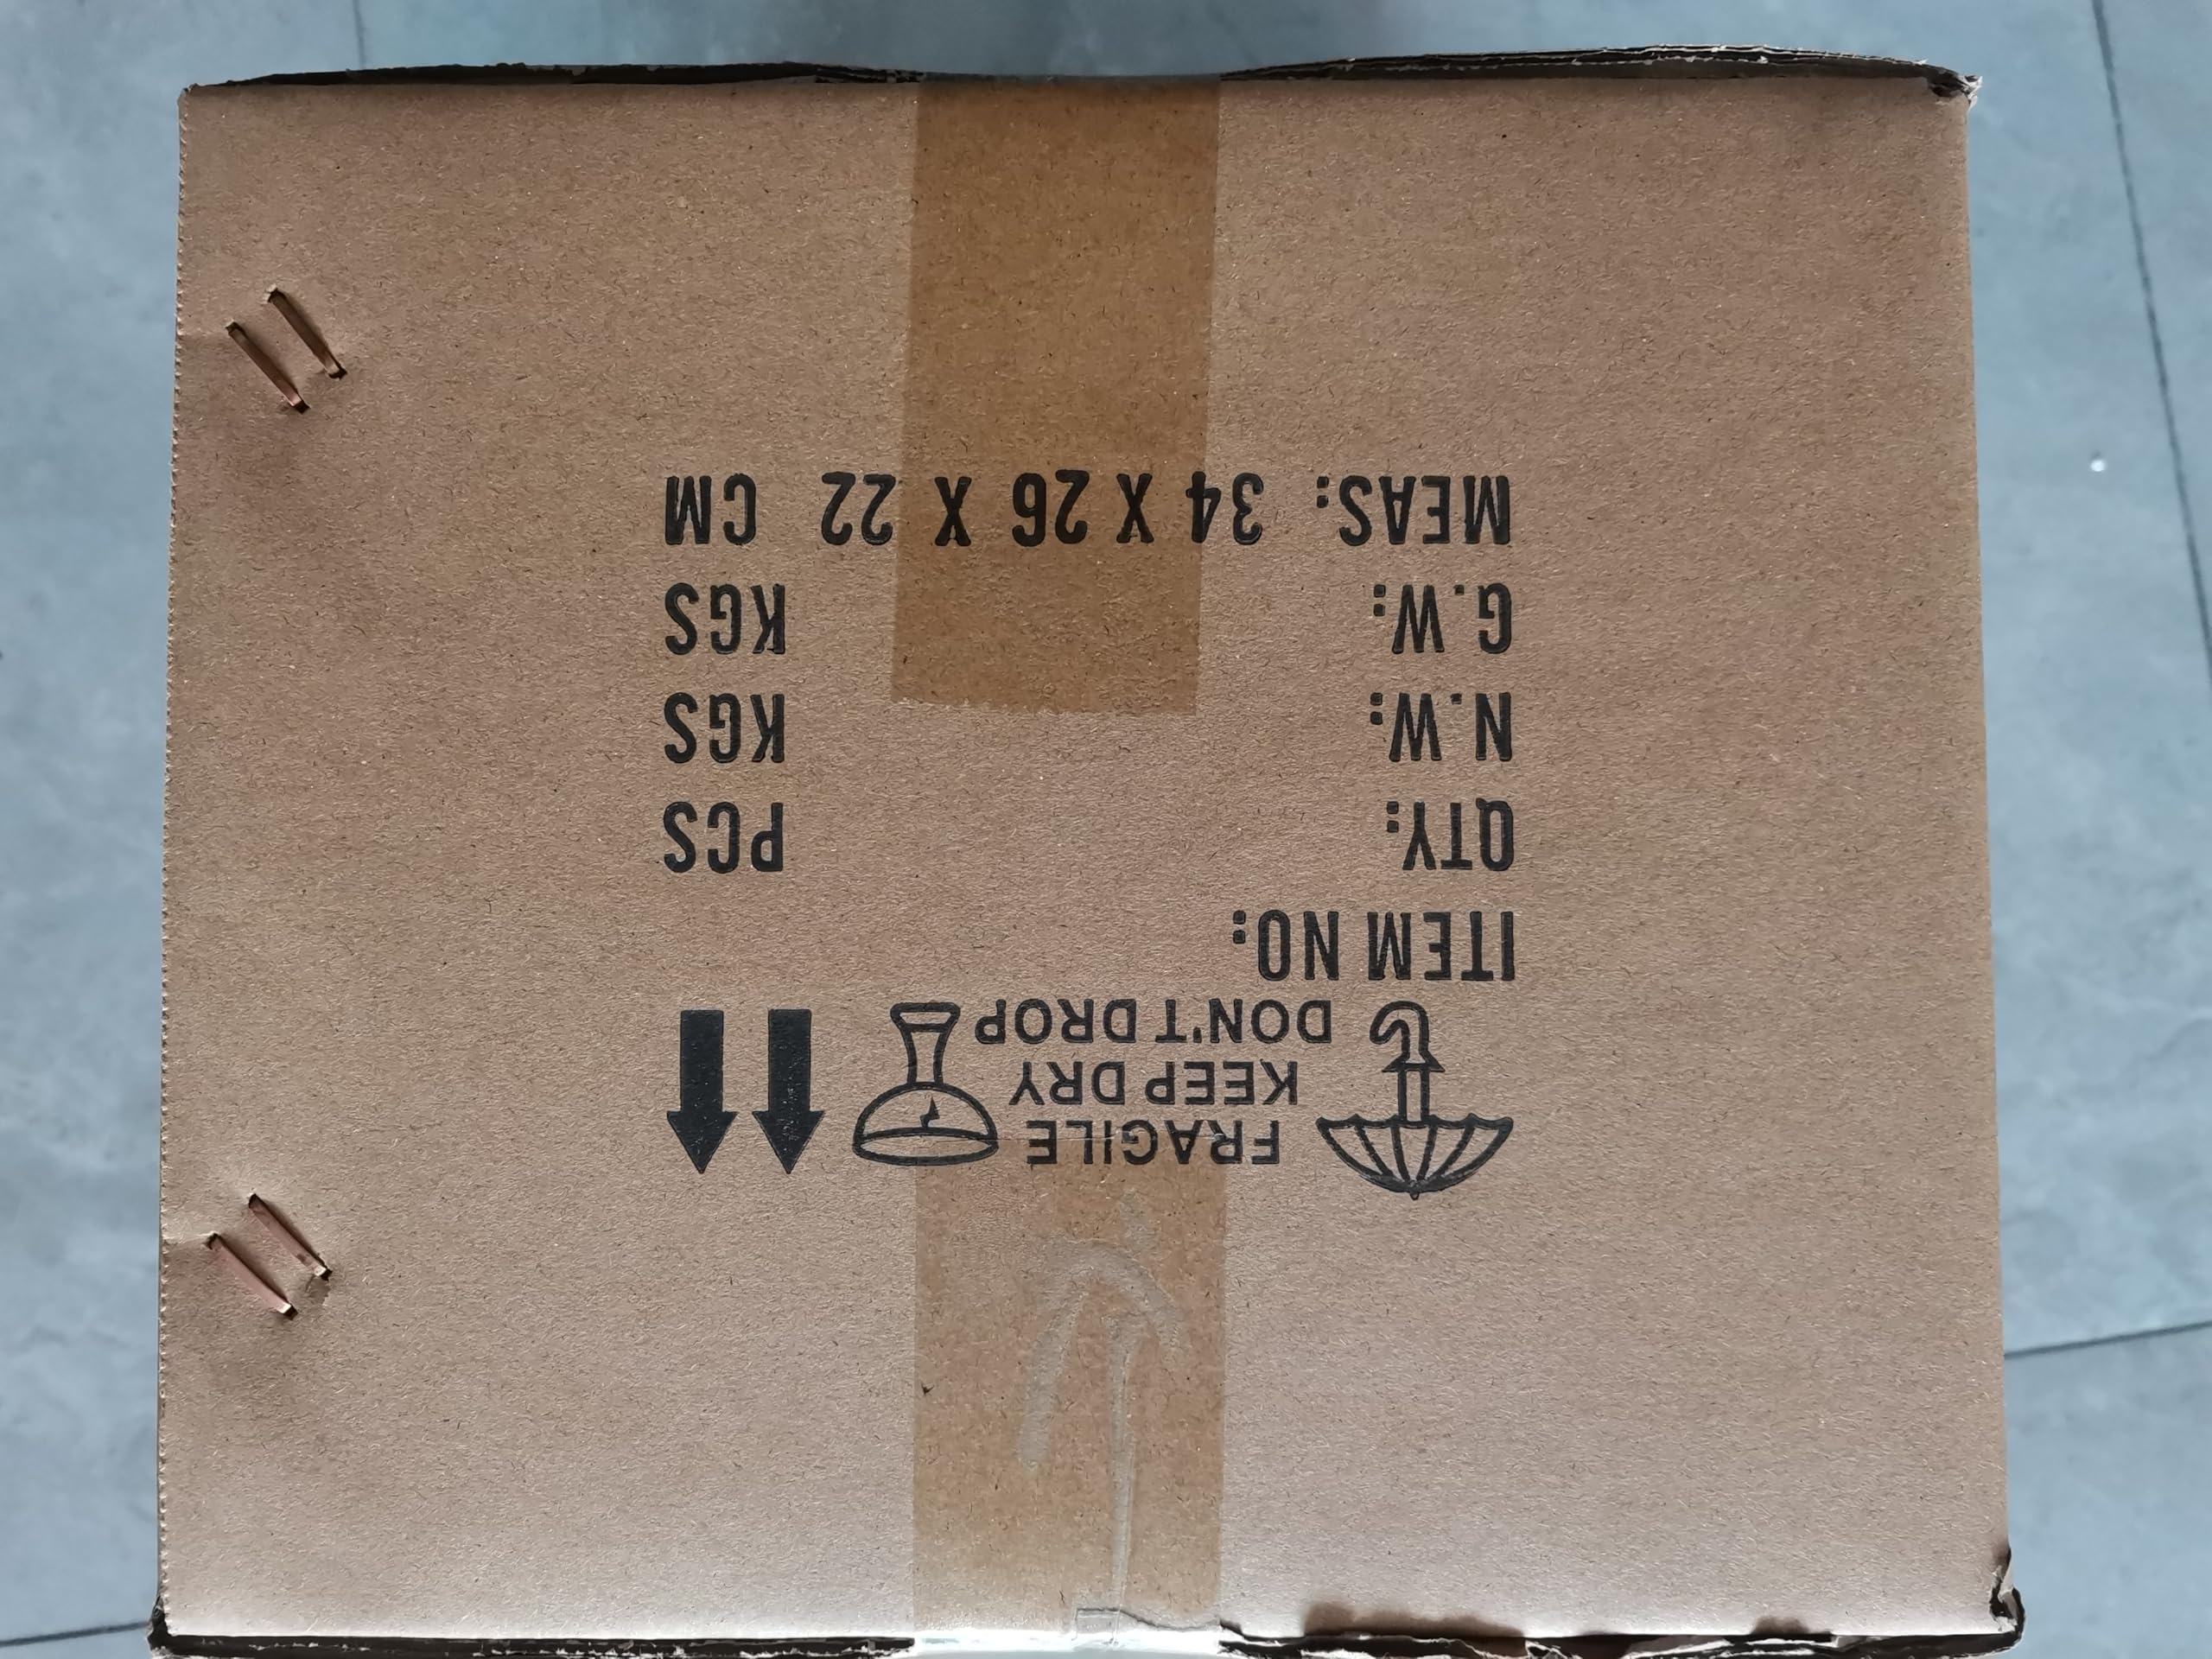 FRAGILE
KEEP DRY
DON'T DROP
ITEM NO:
QTY: PCS
N.W: KGS
G.W: KGS
MEAS: 34 X 26 X 22 CM